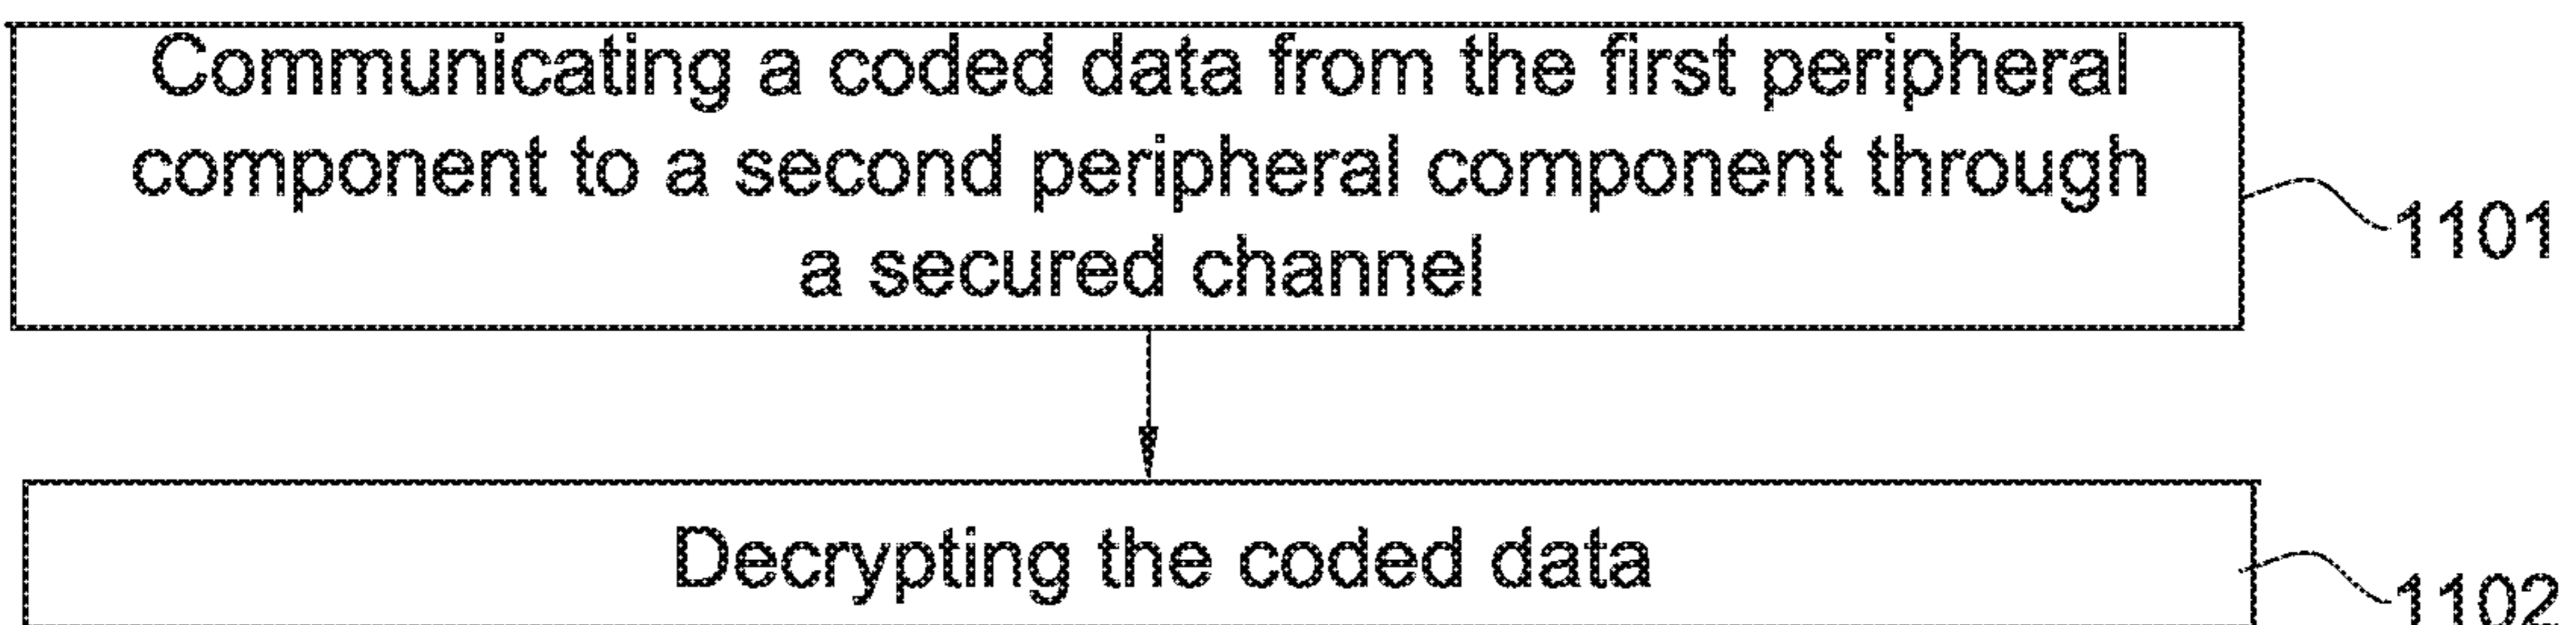 Communicating a coded data from the first peripheral
component to a second peripheral component through
a secured channel
1101
Decrypting the coded data
1102